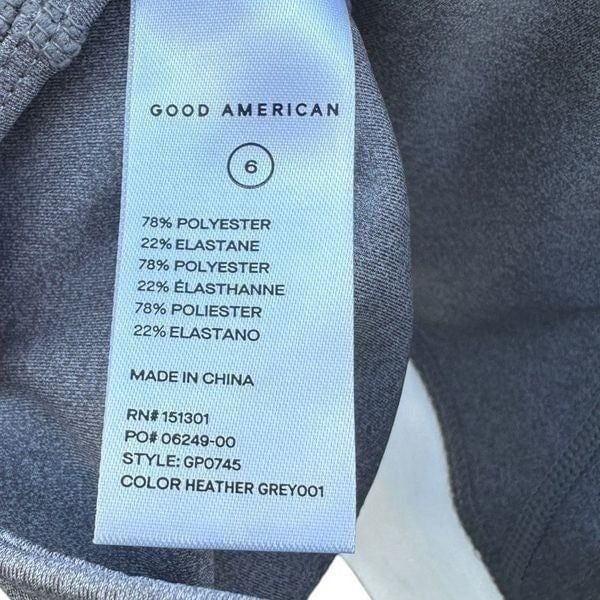 GOOD AMERICAN
6
78% POLYESTER
22% ELASTANE
78% POLYESTER
22% ÉLASTHANNE
78% POLIESTER
22% ELASTANO
MADE IN CHINA
RN# 151301
PO# 06249-00
STYLE: GP0745
COLOR HEATHER GREY001